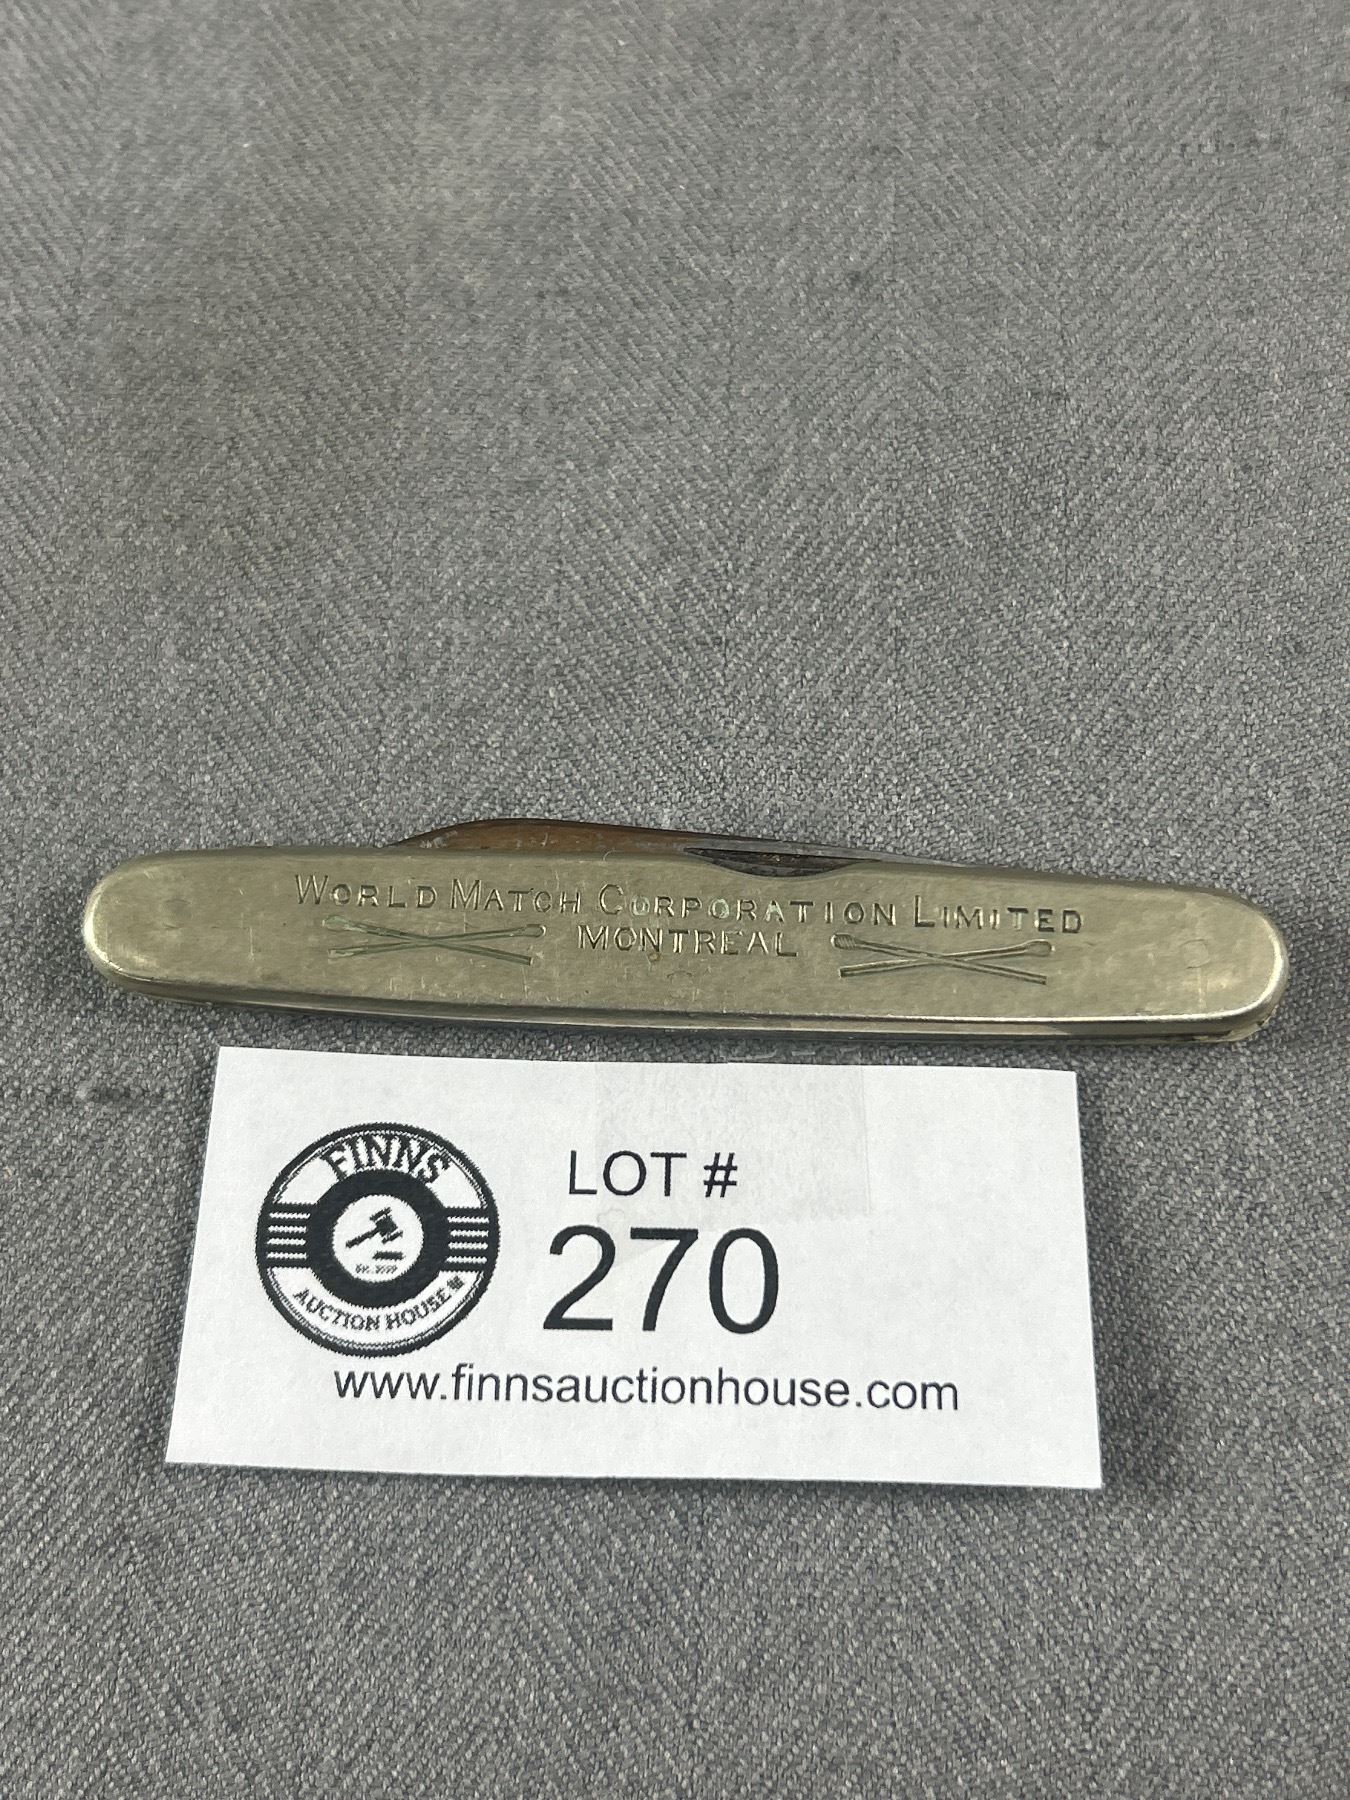 WORLD MATCH CORPORATION LIMITED
MONTREAL
FINNS
AUCTION HOUSE
LOT #
270
www.finnsauctionhouse.com